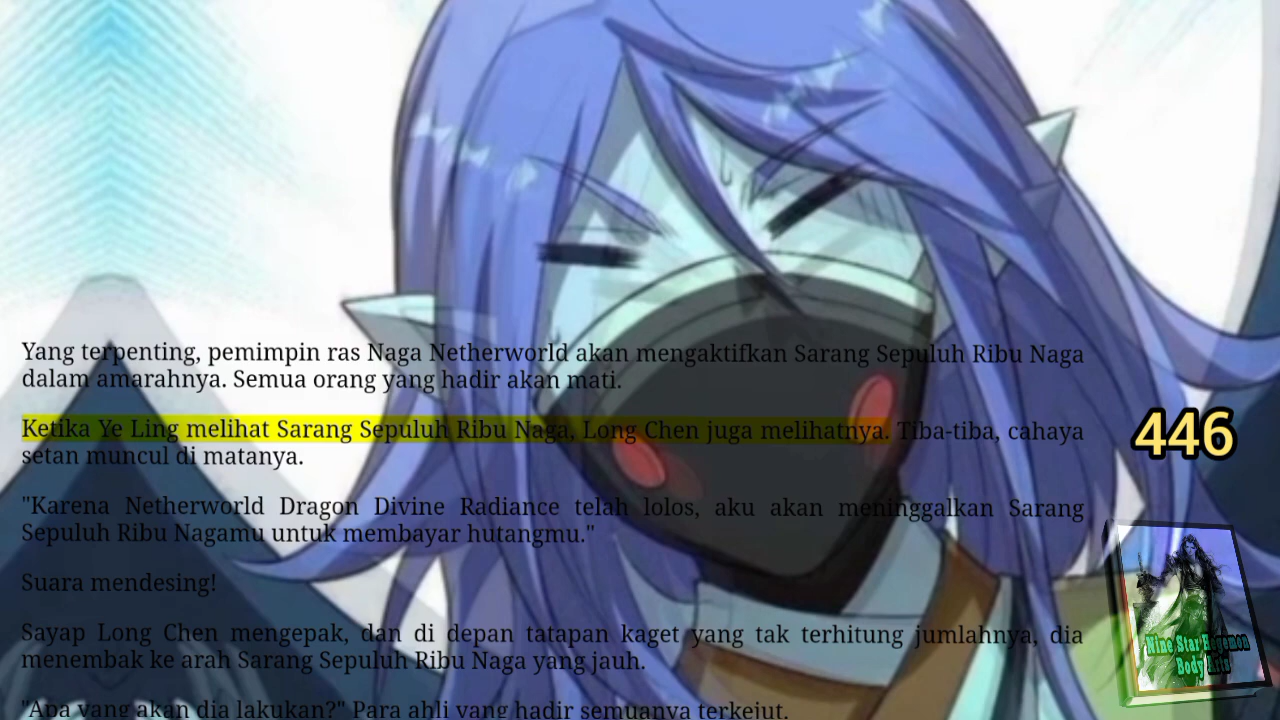 Yang terpenting, pemimpin ras Naga Netherworld akan mengaktifkan Sarang Sepuluh Ribu Naga
dalam amarahnya. Semua orang yang hadir akan mati.
Ketika Ye Ling melihat Sarang Sepuluh Ribu Naga, Long Chen juga melihatnya. Tiba-tiba, cahaya
setan muncul di matanya.
446
"Karena Netherworld Dragon Divine Radiance telah lolos, aku akan meninggalkan Sarang
Sepuluh Ribu Nagamu untuk membayar hutangmu."
Suara mendesing!
Sayap Long Chen mengepak, dan di depan tatapan kaget yang tak terhitung jumlahnya, dia
menembak ke arah Sarang Sepuluh Ribu Naga yang jauh.
Nine Star Hegemon
Body Arts
"Apa yang akan dia lakukan?" Para ahli yang hadir semuanya terkejut.